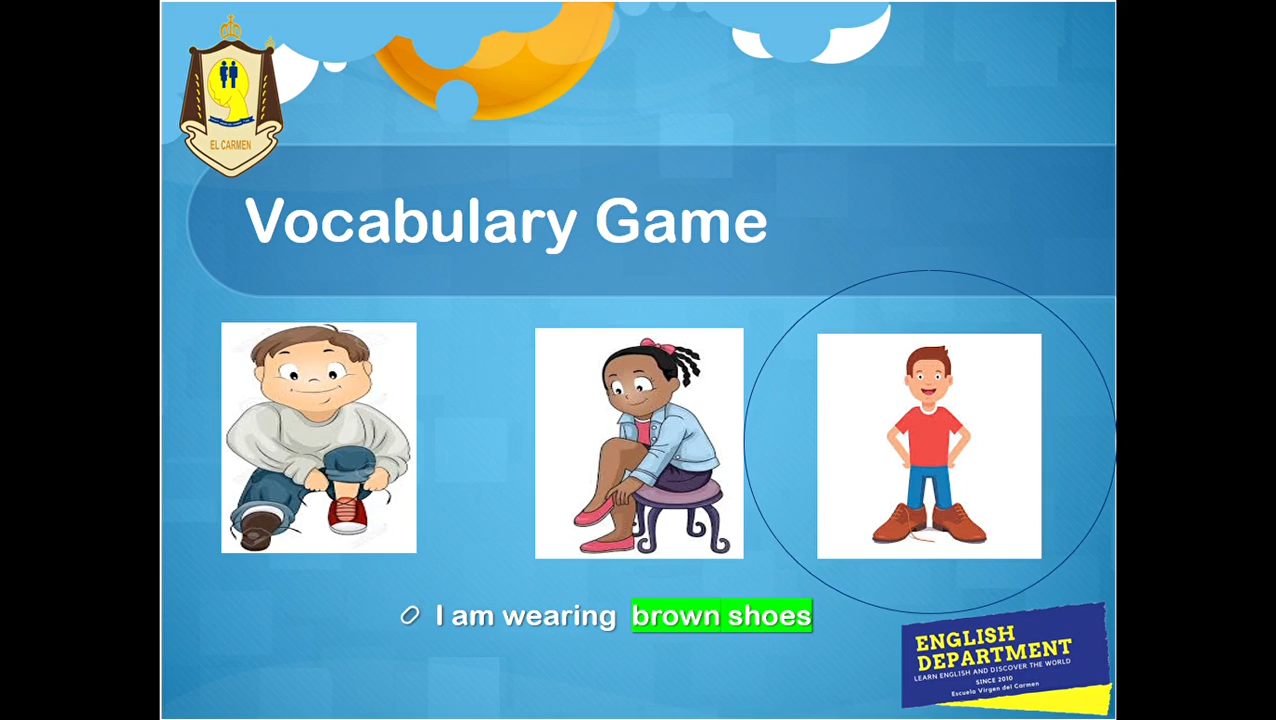 EL CARMEN
Vocabulary Game
I am wearing brown shoes
ENGLISH
DEPARTMENT
LEARN ENGLISH AND DISCOVER THE WORLD
SINCE 2010
Escuela Virgen del Carmen